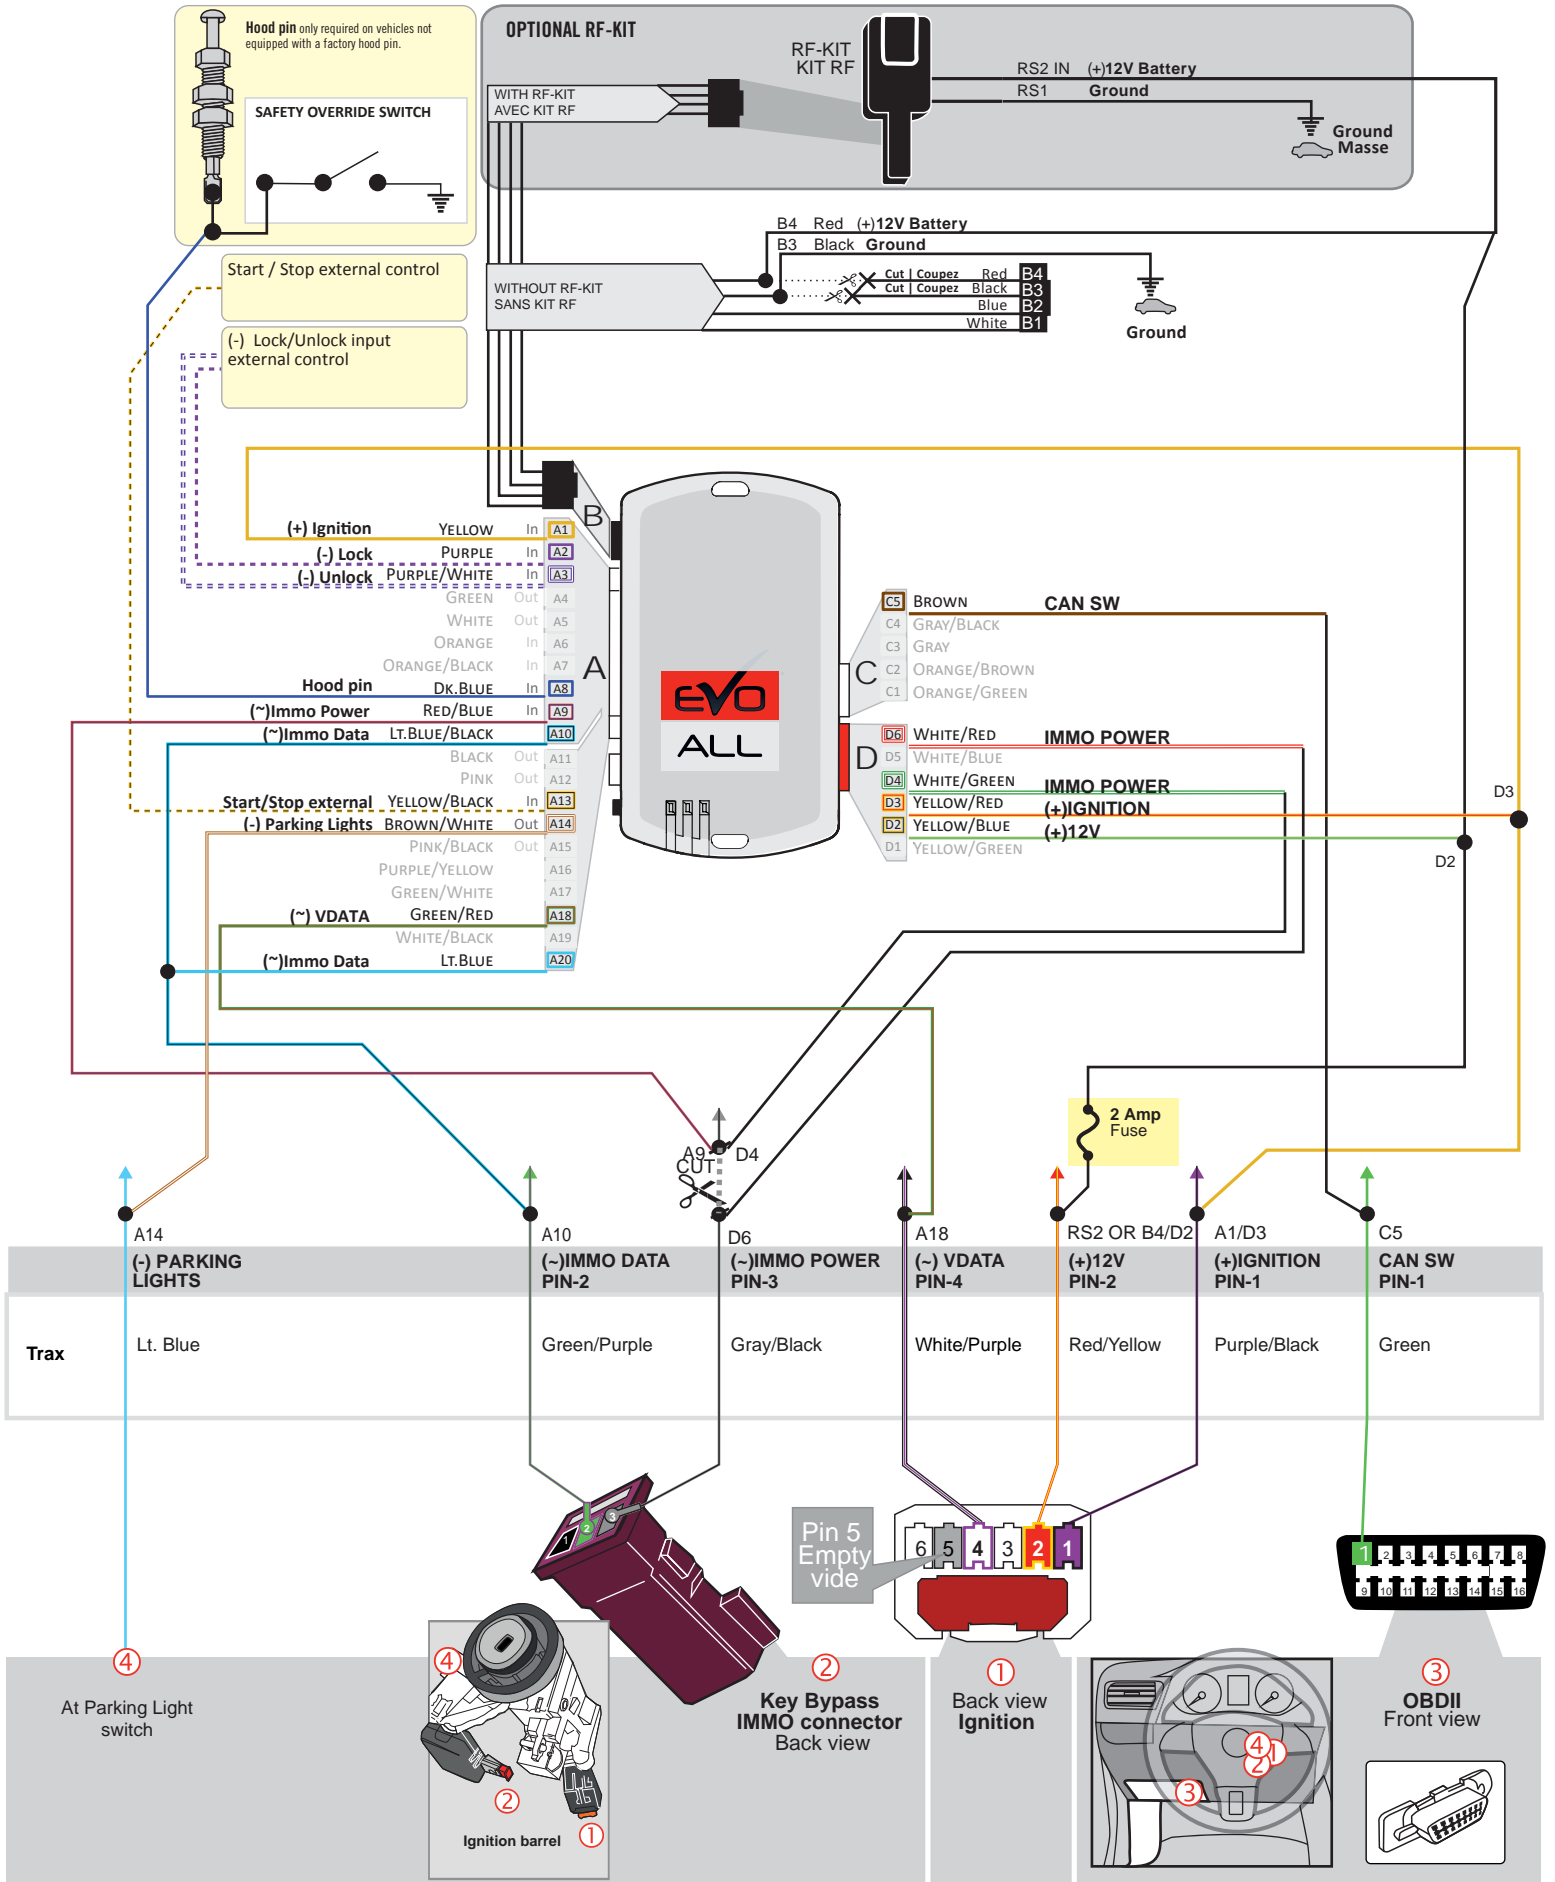 Hood pin only required on vehicles not
equipped with a factory hood pin.
SAFETY OVERRIDE SWITCH
OPTIONAL RF-KIT
RF-KIT
KIT RF
WITH RF-KIT
AVEC KIT RF
RS2 IN (+)12V Battery
RS1 Ground
Ground
Masse
B4 Red (+)12V Battery
B3 Black Ground
WITHOUT RF-KIT
SANS KIT RF
Cut | Coupez Red B4
Cut | Coupez Black B3
Blue B2
White B1
Ground
Start / Stop external control
(-) Lock/Unlock input
external control
B
(+) Ignition YELLOW In A1
(-) Lock PURPLE In A2
(-) Unlock PURPLE/WHITE In A3
GREEN Out A4
WHITE Out A5
ORANGE In A6
ORANGE/BLACK In A7
Hood pin DK.BLUE In A8
(~)Immo Power RED/BLUE In A9
(~)Immo Data LT.BLUE/BLACK A10
BLACK Out A11
PINK Out A12
Start/Stop external YELLOW/BLACK In A13
(-) Parking Lights BROWN/WHITE Out A14
PINK/BLACK Out A15
PURPLE/YELLOW A16
GREEN/WHITE A17
(~) VDATA GREEN/RED A18
WHITE/BLACK A19
(~)Immo Data LT.BLUE A20
A
EVO
ALL
C
C5 BROWN CAN SW
C4 GRAY/BLACK
C3 GRAY
C2 ORANGE/BROWN
C1 ORANGE/GREEN
D
D6 WHITE/RED IMMO POWER
D5 WHITE/BLUE
D4 WHITE/GREEN IMMO POWER
D3 YELLOW/RED (+)IGNITION
D2 YELLOW/BLUE (+)12V
D1 YELLOW/GREEN
D3
D2
2 Amp
Fuse
A9 D4
CUT
A14
A10
D6
A18
RS2 OR B4/D2
A1/D3
C5
(-) PARKING
LIGHTS
(~)IMMO DATA
PIN-2
(~)IMMO POWER
PIN-3
(~) VDATA
PIN-4
(+)12V
PIN-2
(+)IGNITION
PIN-1
CAN SW
PIN-1
Trax
Lt. Blue
Green/Purple
Gray/Black
White/Purple
Red/Yellow
Purple/Black
Green
1 2 3
Pin 5
Empty
vide
6 5 4 3 2 1
1 2 3 4 5 6 7 8
9 10 11 12 13 14 15 16
4
At Parking Light
switch
4
2
1
Ignition barrel
2
Key Bypass
IMMO connector
Back view
1
Back view
Ignition
4
1
2
3
3
OBDII
Front view